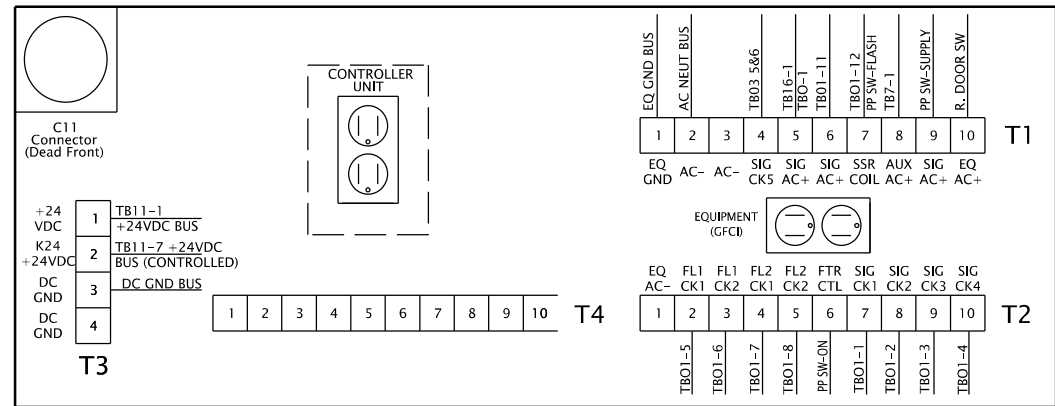 C11
Connector
(Dead Front)
CONTROLLER
UNIT
EQ GND BUS
AC NEUT BUS
TB03 5&6
TB16-1
TBO-1
TB01-11
TBO1-12
PP SW-FLASH
TB7-1
PP SW-SUPPLY
R. DOOR SW
1 2 3 4 5 6 7 8 9 10
T1
EQ GND
AC-
AC-
SIG CK5
SIG AC+
SIG AC+
SSR COIL
AUX AC+
SIG AC+
EQ AC+
EQUIPMENT
(GFCI)
+24 VDC
1
TB11-1
+24VDC BUS
K24 +24VDC
2
TB11-7 +24VDC
BUS (CONTROLLED)
DC GND
3
DC GND BUS
DC GND
4
T3
1 2 3 4 5 6 7 8 9 10
T4
EQ AC-
FL1 CK1
FL1 CK2
FL2 CK1
FL2 CK2
FTR CTL
SIG CK1
SIG CK2
SIG CK3
SIG CK4
1 2 3 4 5 6 7 8 9 10
T2
TBO1-5
TBO1-6
TBO1-7
TBO1-8
PP SW-ON
TBO1-1
TBO1-2
TBO1-3
TBO1-4